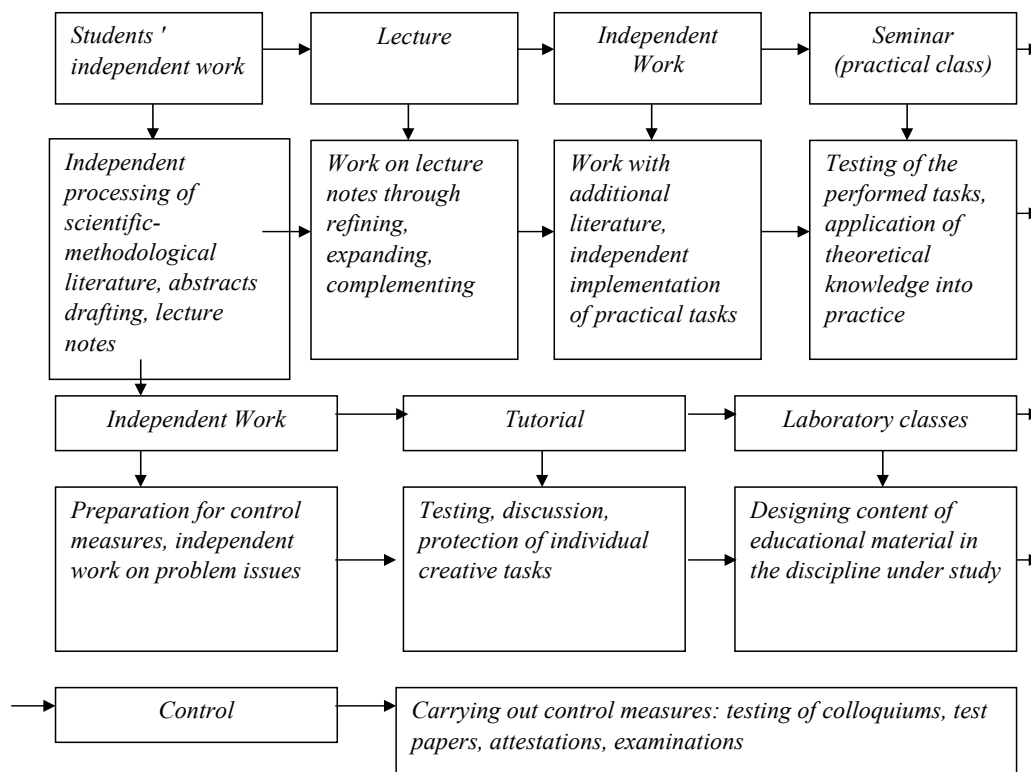 Students '
independent work
Lecture
Independent
Work
Seminar
(practical class)
Independent
processing of
scientific-
methodological
literature, abstracts
drafting, lecture
notes
Work on lecture
notes through
refining,
expanding,
complementing
Work with
additional
literature,
independent
implementation
of practical tasks
Testing of the
performed tasks,
application of
theoretical
knowledge into
practice
Independent Work
Tutorial
Laboratory classes
Preparation for control
measures, independent
work on problem issues
Testing, discussion,
protection of individual
creative tasks
Designing content of
educational material in
the discipline under study
Control
Carrying out control measures: testing of colloquiums, test
papers, attestations, examinations